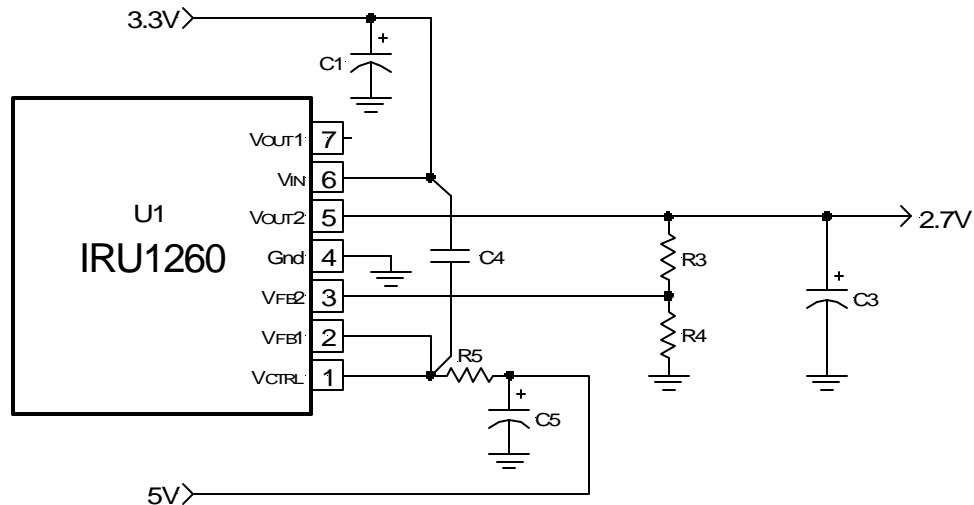 3.3V
+
C1
VOUT1 7
VIN 6
U1
VOUT2 5
2.7V
IRU1260
Gnd 4
C4
R3
+
C3
VFB2 3
R4
VFB1 2
R5
VCTRL 1
+
C5
5V